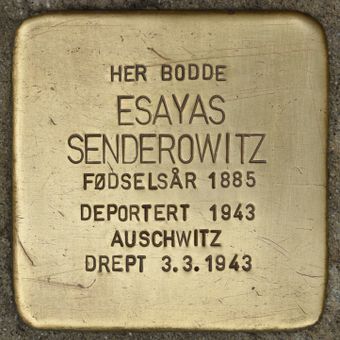 HER BODDE
ESAYAS
SENDEROWITZ
FØDSELSÅR 1885
DEPORTERT 1943
AUSCHWITZ
DREPT 3.3.1943